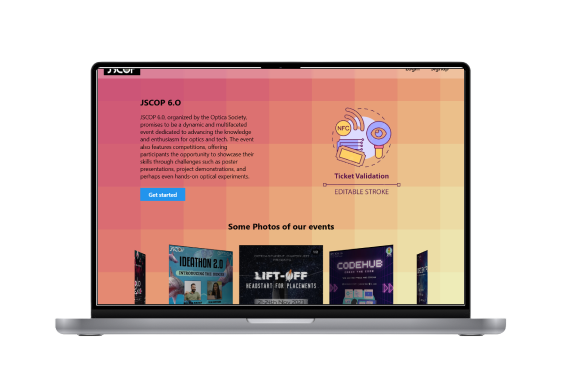 JSCOP
Login Signup
JSCOP 6.O
JSCOP 6.0, organized by the Optica Society,
promises to be a dynamic and multifaceted
event dedicated to advancing the knowledge
and enthusiasm for optics and tech. The event
also features competitions, offering
participants the opportunity to showcase their
skills through challenges such as poster
presentations, project demonstrations, and
perhaps even hands-on optical experiments.
Get started
NFC
Ticket Validation
EDITABLE STROKE
Some Photos of our events
IDEATHON 2.0
LIFT-OFF
HEADSTART FOR PLACEMENTS
CODEHUB